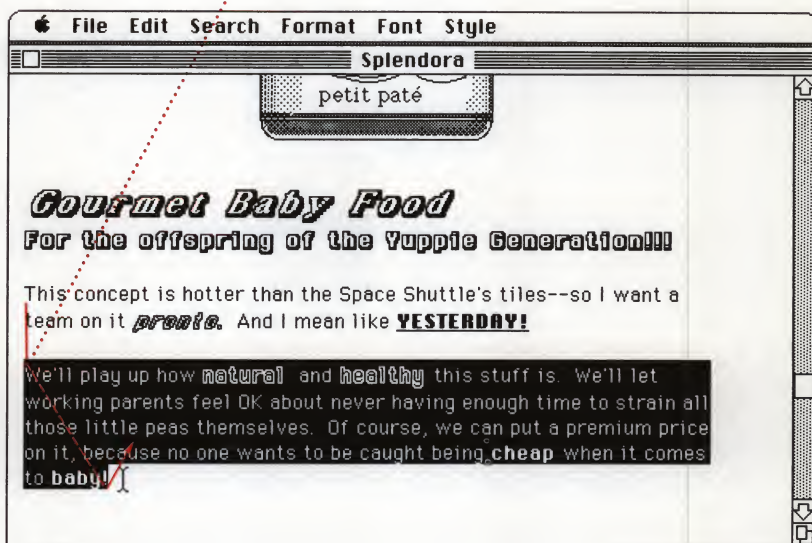 File Edit Search Format Font Style
Splendora
petit paté
Gourmet Baby Food
For the offspring of the Yuppie Generation!!!
This concept is hotter than the Space Shuttle's tiles--so I want a
team on it pronto. And I mean like YESTERDAY!
We'll play up how natural and healthy this stuff is. We'll let
working parents feel OK about never having enough time to strain all
those little peas themselves. Of course, we can put a premium price
on it, because no one wants to be caught being cheap when it comes
to baby!